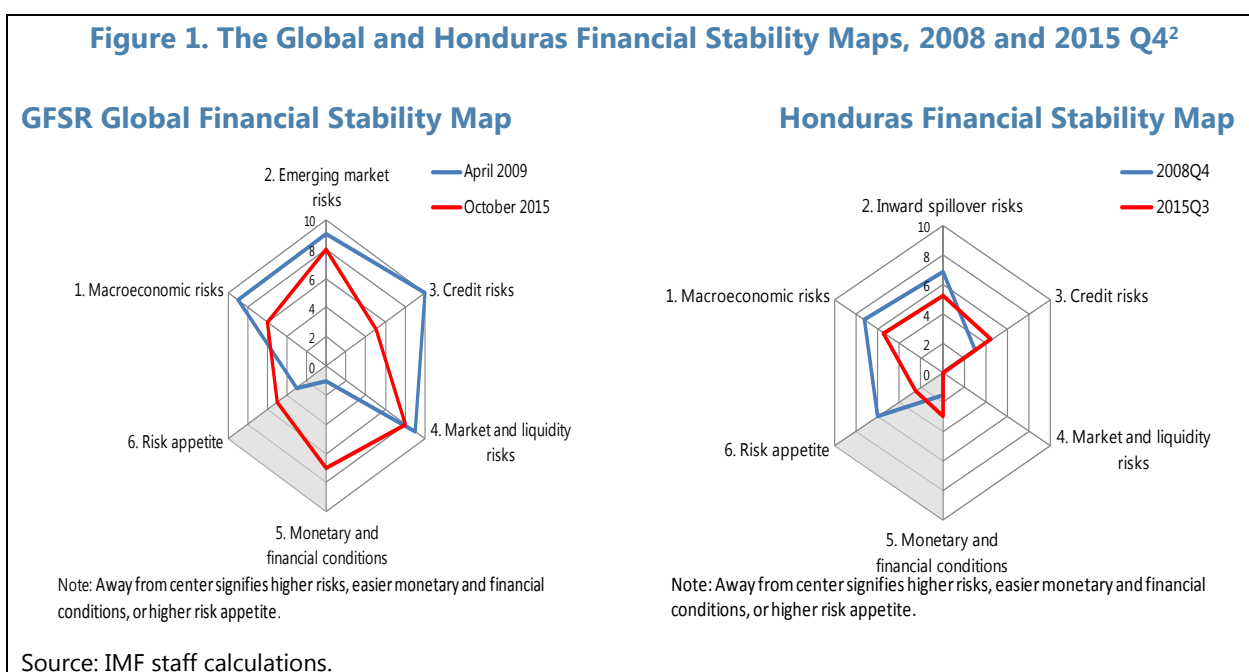 Figure 1. The Global and Honduras Financial Stability Maps, 2008 and 2015 Q4²
GFSR Global Financial Stability Map
2. Emerging market
risks
April 2009
October 2015
10
8
6
4
2
0
1. Macroeconomic risks
3. Credit risks
6. Risk appetite
4. Market and liquidity
risks
5. Monetary and
financial conditions
Note: Away from center signifies higher risks, easier monetary and financial
conditions, or higher risk appetite.
Honduras Financial Stability Map
2008Q4
2015Q3
2. Inward spillover risks
10
8
6
4
2
0
1. Macroeconomic risks
3. Credit risks
6. Risk appetite
4. Market and liquidity
risks
5. Monetary and
financial conditions
Note: Away from center signifies higher risks, easier monetary and financial
conditions, or higher risk appetite.
Source: IMF staff calculations.